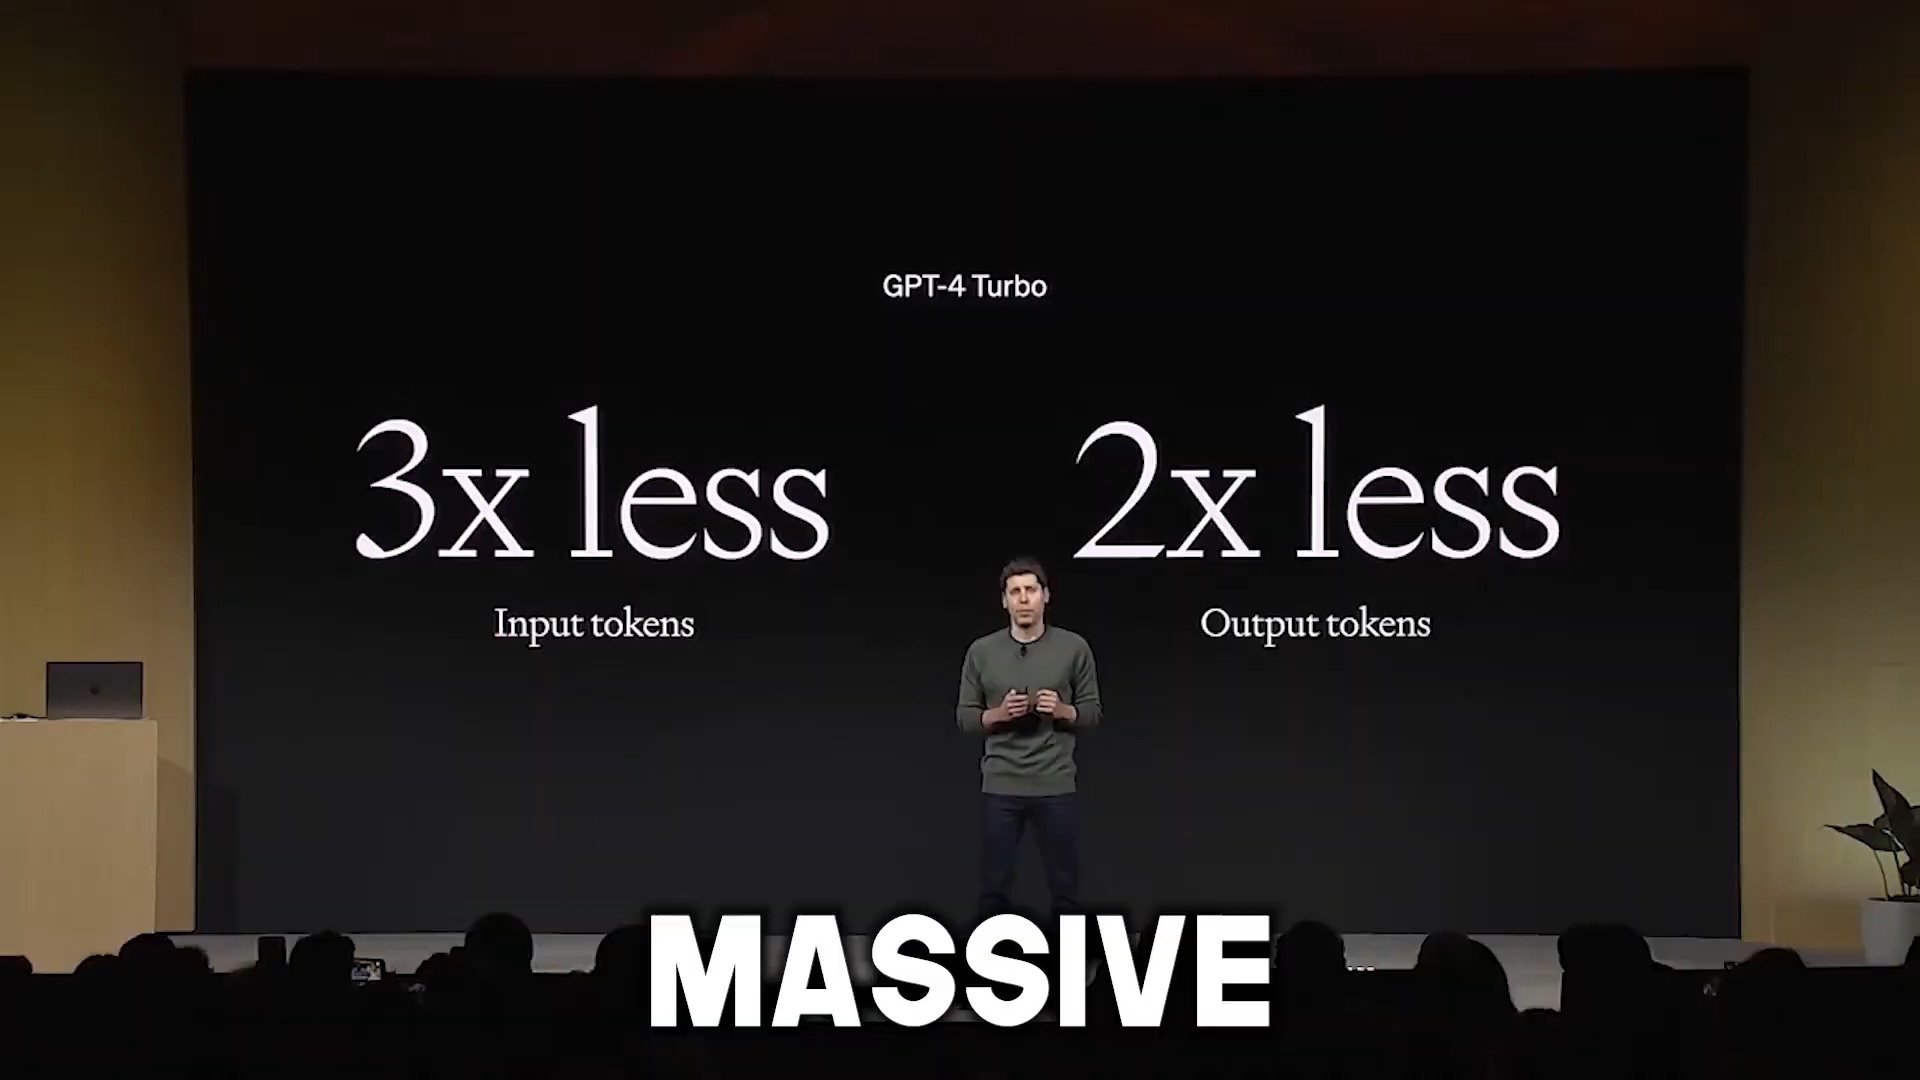 GPT-4 Turbo
3x less
2x less
Input tokens
Output tokens
MASSIVE